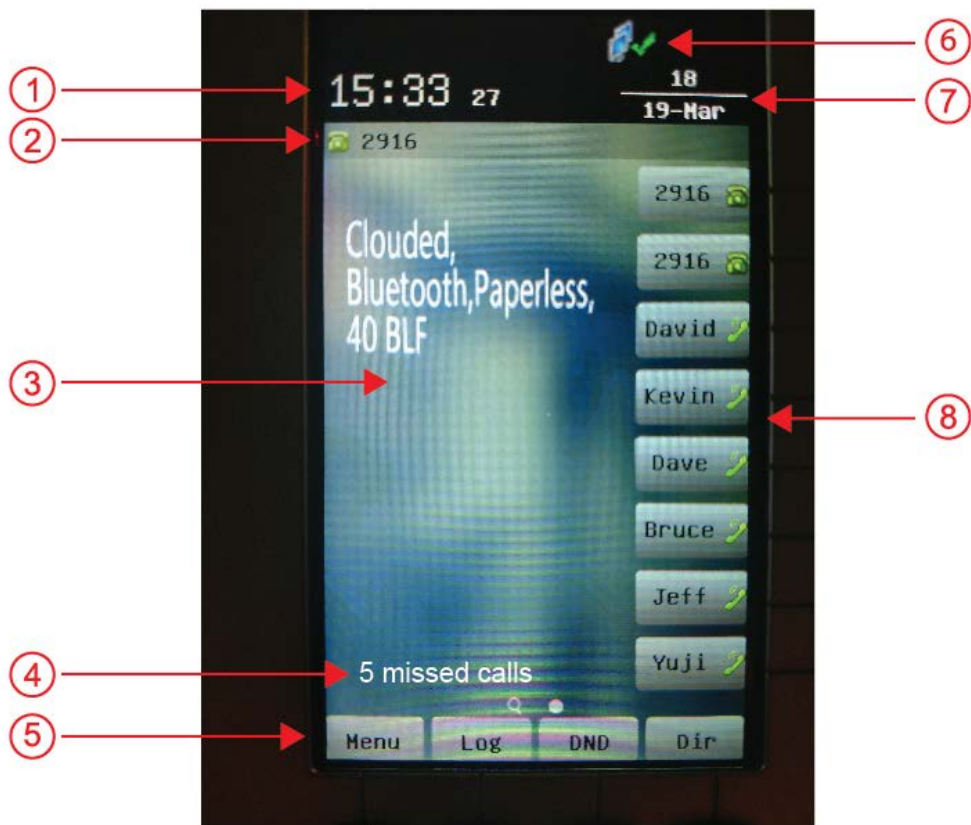 6
1
15:33 27
18
7
19-Mar
2
2916
2916
Clouded,
Bluetooth,Paperless,
40 BLF
2916
David
3
Kevin
8
Dave
Bruce
Jeff
4
5 missed calls
Yuji
5
Menu
Log
DND
Dir